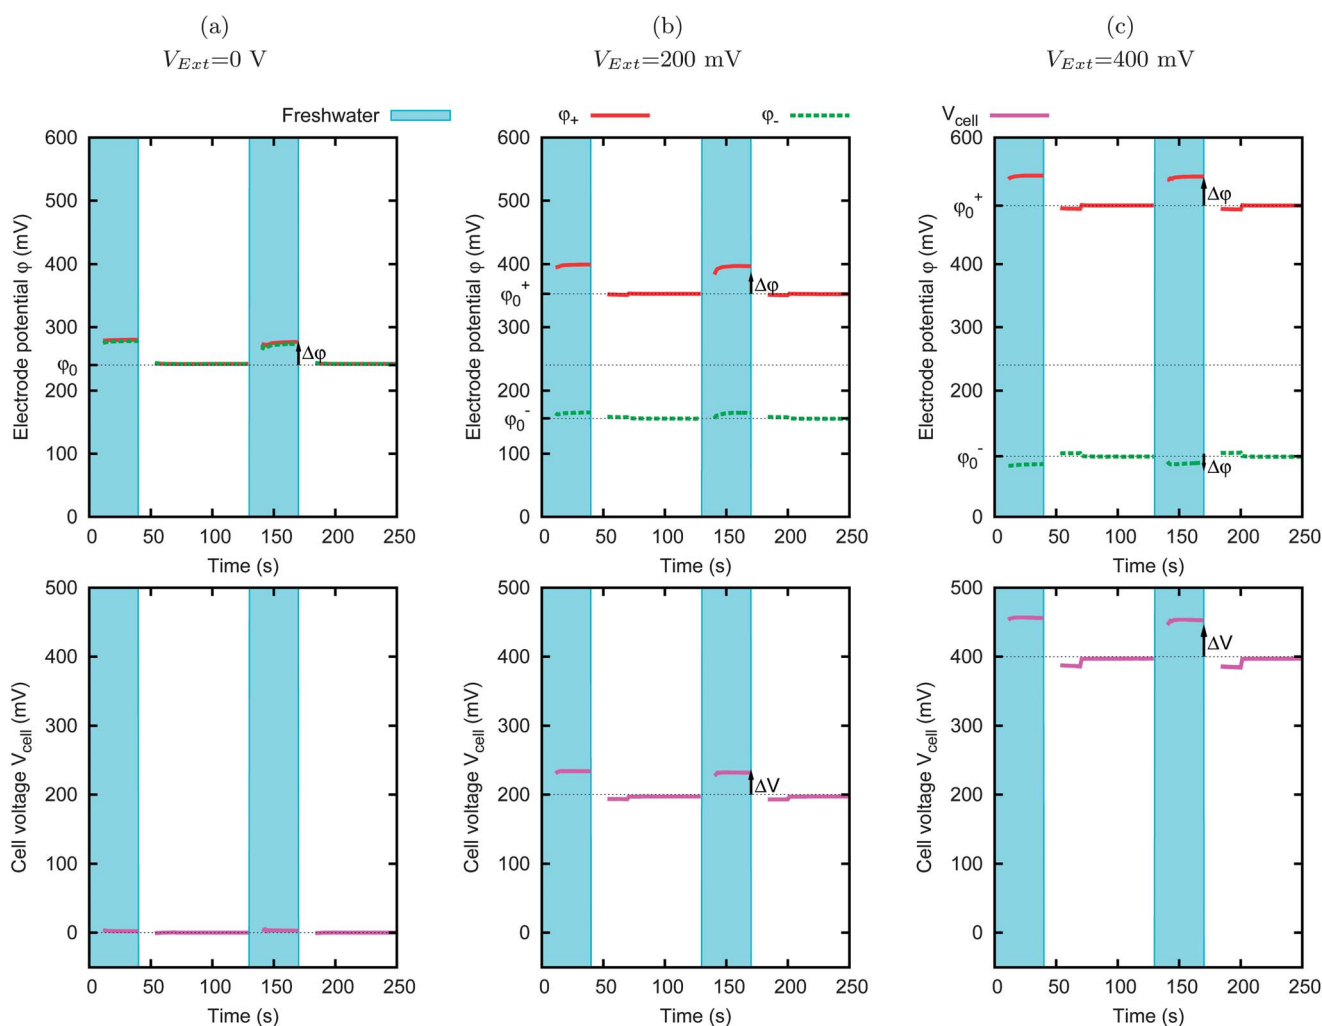 (a) (b) (c)
V_Ext=0 V V_Ext=200 mV V_Ext=400 mV
Freshwater φ+ φ- Vcell
600 600 600
500 500 500
φ0+
Δφ
400 400 400
Δφ
φ0+
300 300 300
Δφ
φ0
200 200 200
φ0-
100 100 φ0- 100
Δφ
0 0 0
Electrode potential φ (mV) Electrode potential φ (mV) Electrode potential φ (mV)
0 50 100 150 200 250 0 50 100 150 200 250 0 50 100 150 200 250
Time (s) Time (s) Time (s)
500 500 500
ΔV
400 400 400
300 300 300
ΔV
200 200 200
100 100 100
0 0 0
Cell voltage Vcell (mV) Cell voltage Vcell (mV) Cell voltage Vcell (mV)
0 50 100 150 200 250 0 50 100 150 200 250 0 50 100 150 200 250
Time (s) Time (s) Time (s)